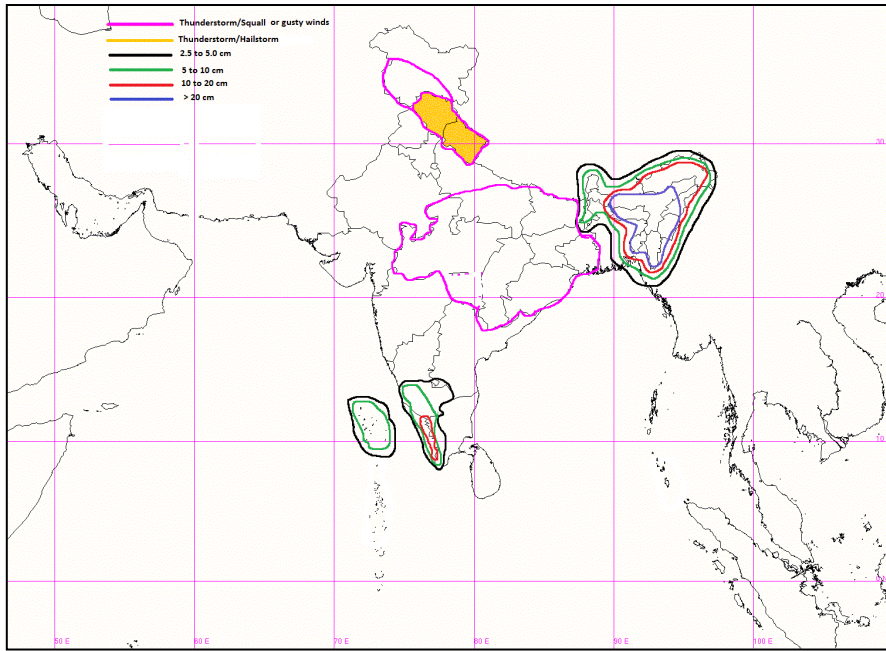 Thunderstorm/Squall or gusty winds
Thunderstorm/Hailstorm
2.5 to 5.0 cm
5 to 10 cm
10 to 20 cm
> 20 cm
30
20
10
50 E 60 E 70 E 80 E 90 E 100 E